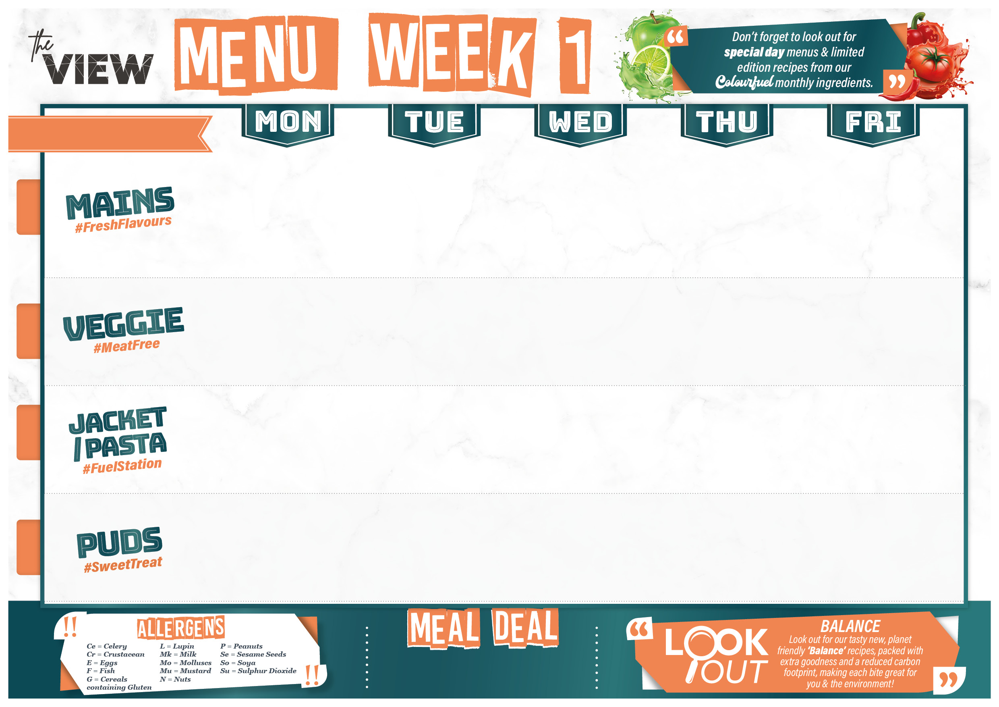 the
VIEW
MENU WEEK 1
Don't forget to look out for
special day menus & limited
edition recipes from our
Colourfuel monthly ingredients.
MON TUE WED THU FRI
MAINS
#FreshFlavours
VEGGIE
#MeatFree
JACKET
/PASTA
#FuelStation
PUDS
#SweetTreat
ALLERGENS
Ce = Celery
Cr = Crustacean
E = Eggs
F = Fish
G = Cereals
containing Gluten
L = Lupin
Mk = Milk
Mo = Molluscs
Mu = Mustard
N = Nuts
P = Peanuts
Se = Sesame Seeds
So = Soya
Su = Sulphur Dioxide
MEAL DEAL
LOOK
OUT
BALANCE
Look out for our tasty new, planet
friendly 'Balance' recipes, packed with
extra goodness and a reduced carbon
footprint, making each bite great for
you & the environment!